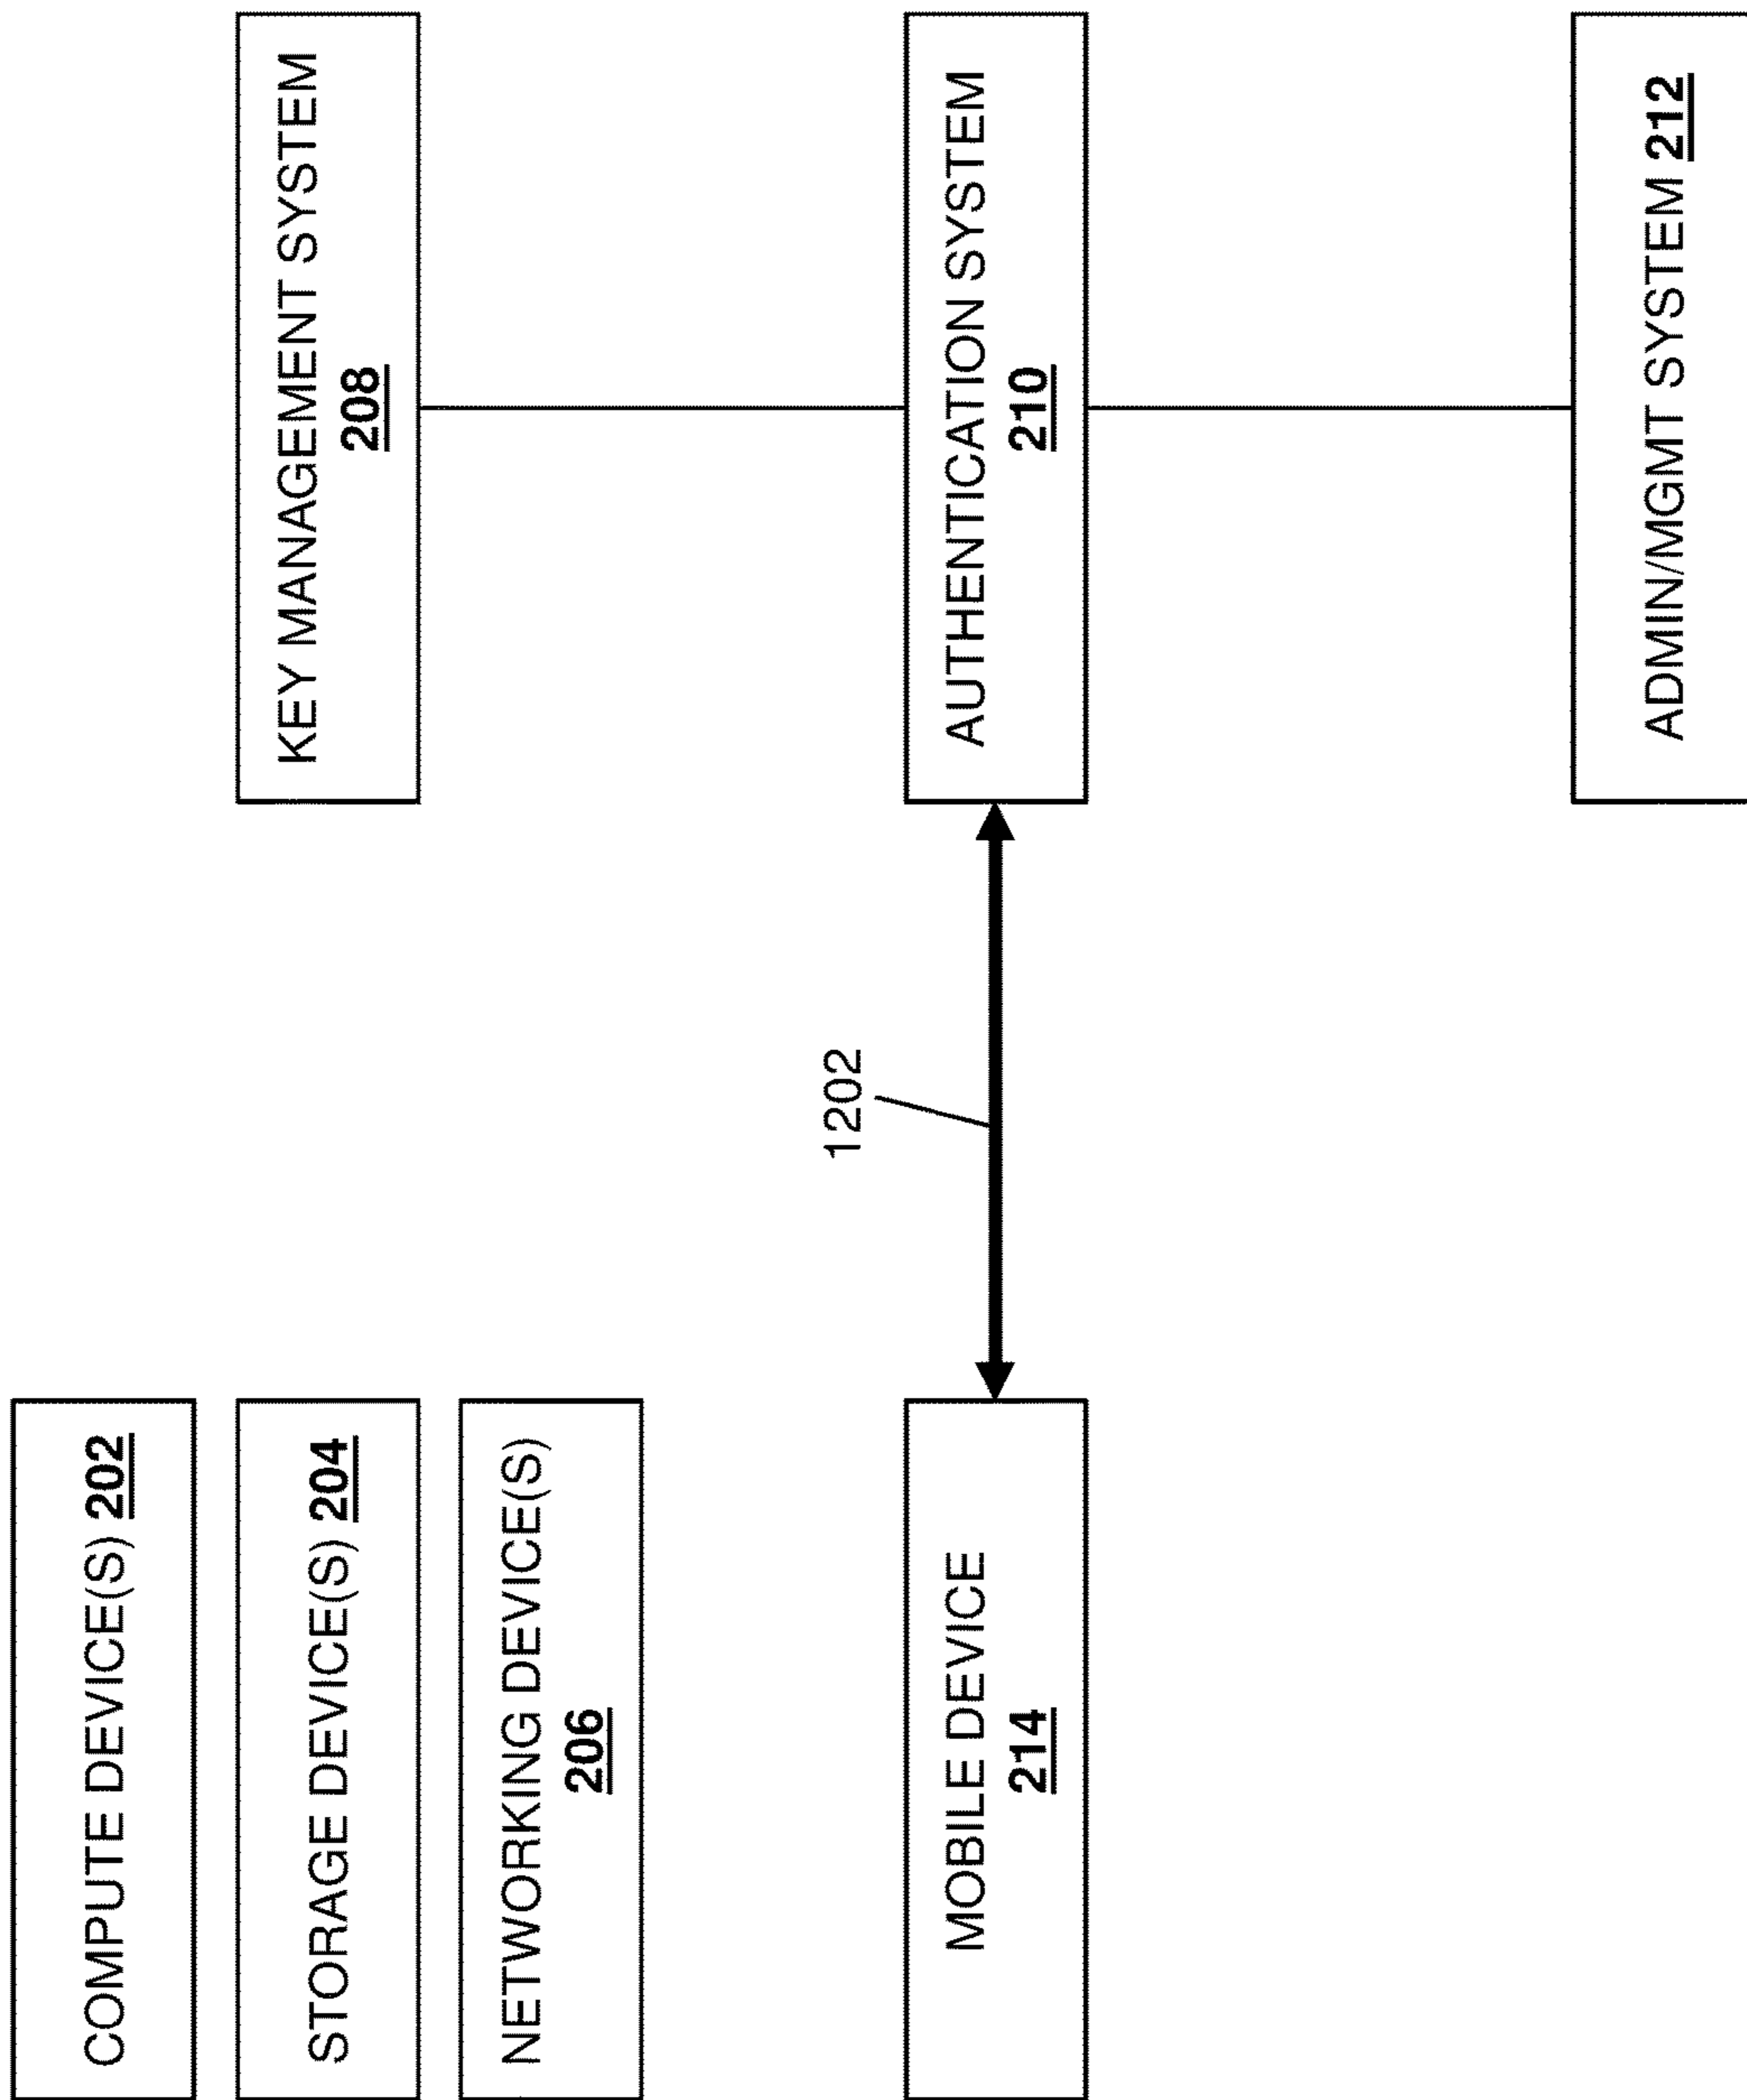 COMPUTE DEVICE(S) 202
STORAGE DEVICE(S) 204
NETWORKING DEVICE(S)
206
MOBILE DEVICE
214
1202
KEY MANAGEMENT SYSTEM
208
AUTHENTICATION SYSTEM
210
ADMIN/MGMT SYSTEM 212